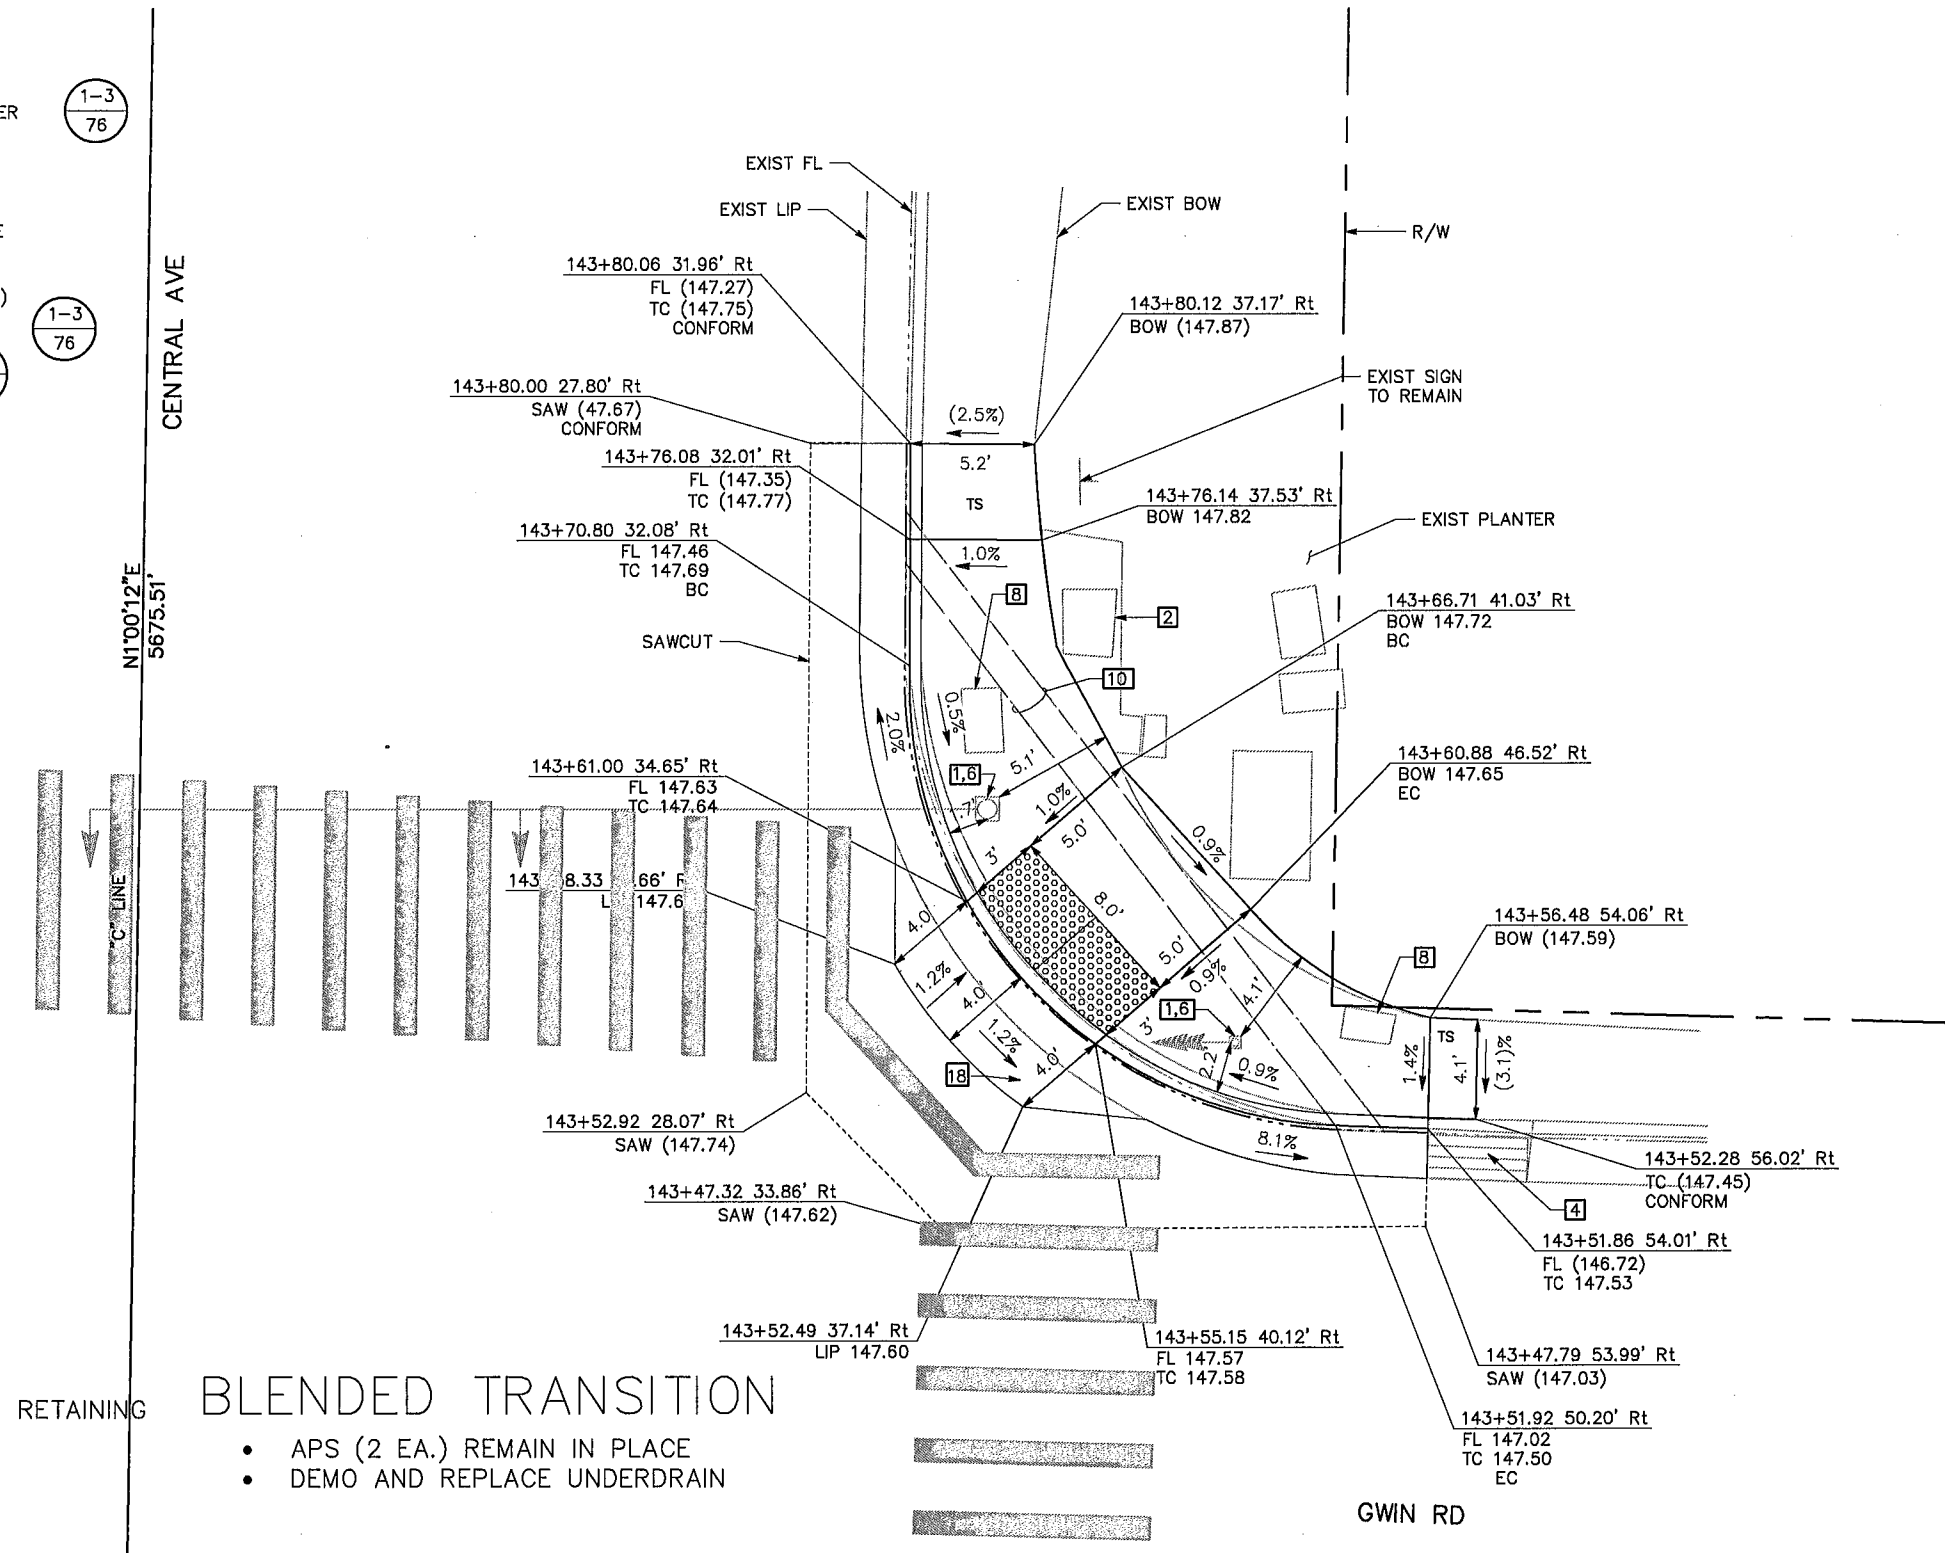 ER
1-3
76
E
)
1-3
76
CENTRAL AVE
N1°00'12"E
5675.51'
"C" LINE
EXIST FL
EXIST LIP
EXIST BOW
R/W
143+80.06 31.96' Rt
FL (147.27)
TC (147.75)
CONFORM
143+80.12 37.17' Rt
BOW (147.87)
EXIST SIGN
TO REMAIN
143+80.00 27.80' Rt
SAW (47.67)
CONFORM
(2.5%)
5.2'
TS
143+76.08 32.01' Rt
FL (147.35)
TC (147.77)
143+76.14 37.53' Rt
BOW 147.82
EXIST PLANTER
143+70.80 32.08' Rt
FL 147.46
TC 147.69
BC
1.0%
8
2
143+66.71 41.03' Rt
BOW 147.72
BC
SAWCUT
10
0.5%
2.0%
143+61.00 34.65' Rt
FL 147.63
TC 147.64
1,6
5.1'
.7'
1.0%
5.0'
3'
0.9%
143+60.88 46.52' Rt
BOW 147.65
EC
8.33
.66'
147.6
4.0'
8.0'
5.0'
0.9%
143+56.48 54.06' Rt
BOW (147.59)
8
1.2%
4.0'
1,6
4.1'
3'
1.2%
4.0'
18
2.2'
0.9%
1.4%
TS
4.1'
(3.1)%
8.1%
143+52.92 28.07' Rt
SAW (147.74)
143+52.28 56.02' Rt
TC (147.45)
CONFORM
143+47.32 33.86' Rt
SAW (147.62)
4
143+51.86 54.01' Rt
FL (146.72)
TC 147.53
143+52.49 37.14' Rt
LIP 147.60
143+55.15 40.12' Rt
FL 147.57
TC 147.58
143+47.79 53.99' Rt
SAW (147.03)
143+51.92 50.20' Rt
FL 147.02
TC 147.50
EC
RETAINING
BLENDED TRANSITION
• APS (2 EA.) REMAIN IN PLACE
• DEMO AND REPLACE UNDERDRAIN
GWIN RD